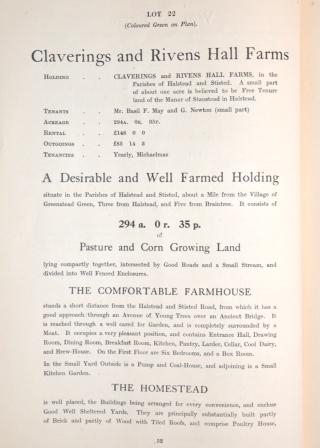 LOT 22
(Coloured Green on Plan).
Claverings and Rivens Hall Farms
HOLDING . . CLAVERINGS and RIVENS HALL FARMS, in the
Parishes of Halstead and Stisted. A small part
of about one acre is believed to be Free Tenure
land of the Manor of Stanstead in Halstead.
TENANTS . . Mr. Basil F. May and G. Newton (small part)
ACREAGE . . 294A. 0R. 35P.
RENTAL . . £146 0 0
OUTGOINGS . . £83 14 3
TENANCIES . . Yearly, Michaelmas
A Desirable and Well Farmed Holding
situate in the Parishes of Halstead and Stisted, about a Mile from the Village of
Greenstead Green, Three from Halstead, and Five from Braintree. It consists of
294 a. 0 r. 35 p.
of
Pasture and Corn Growing Land
lying compactly together, intersected by Good Roads and a Small Stream, and
divided into Well Fenced Enclosures.
THE COMFORTABLE FARMHOUSE
stands a short distance from the Halstead and Stisted Road, from which it has a
good approach through an Avenue of Young Trees over an Ancient Bridge. It
is reached through a well cared for Garden, and is completely surrounded by a
Moat. It occupies a very pleasant position, and contains Entrance Hall, Drawing
Room, Dining Room, Breakfast Room, Kitchen, Pantry, Larder, Cellar, Cool Dairy,
and Brew-House. On the First Floor are Six Bedrooms, and a Box Room.
In the Small Yard Outside is a Pump and Coal-House, and adjoining is a Small
Kitchen Garden.
THE HOMESTEAD
is well placed, the Buildings being arranged for every convenience, and enclose
Good Well Sheltered Yards. They are principally substantially built partly
of Brick and partly of Wood with Tiled Roofs, and comprise Poultry House,
52